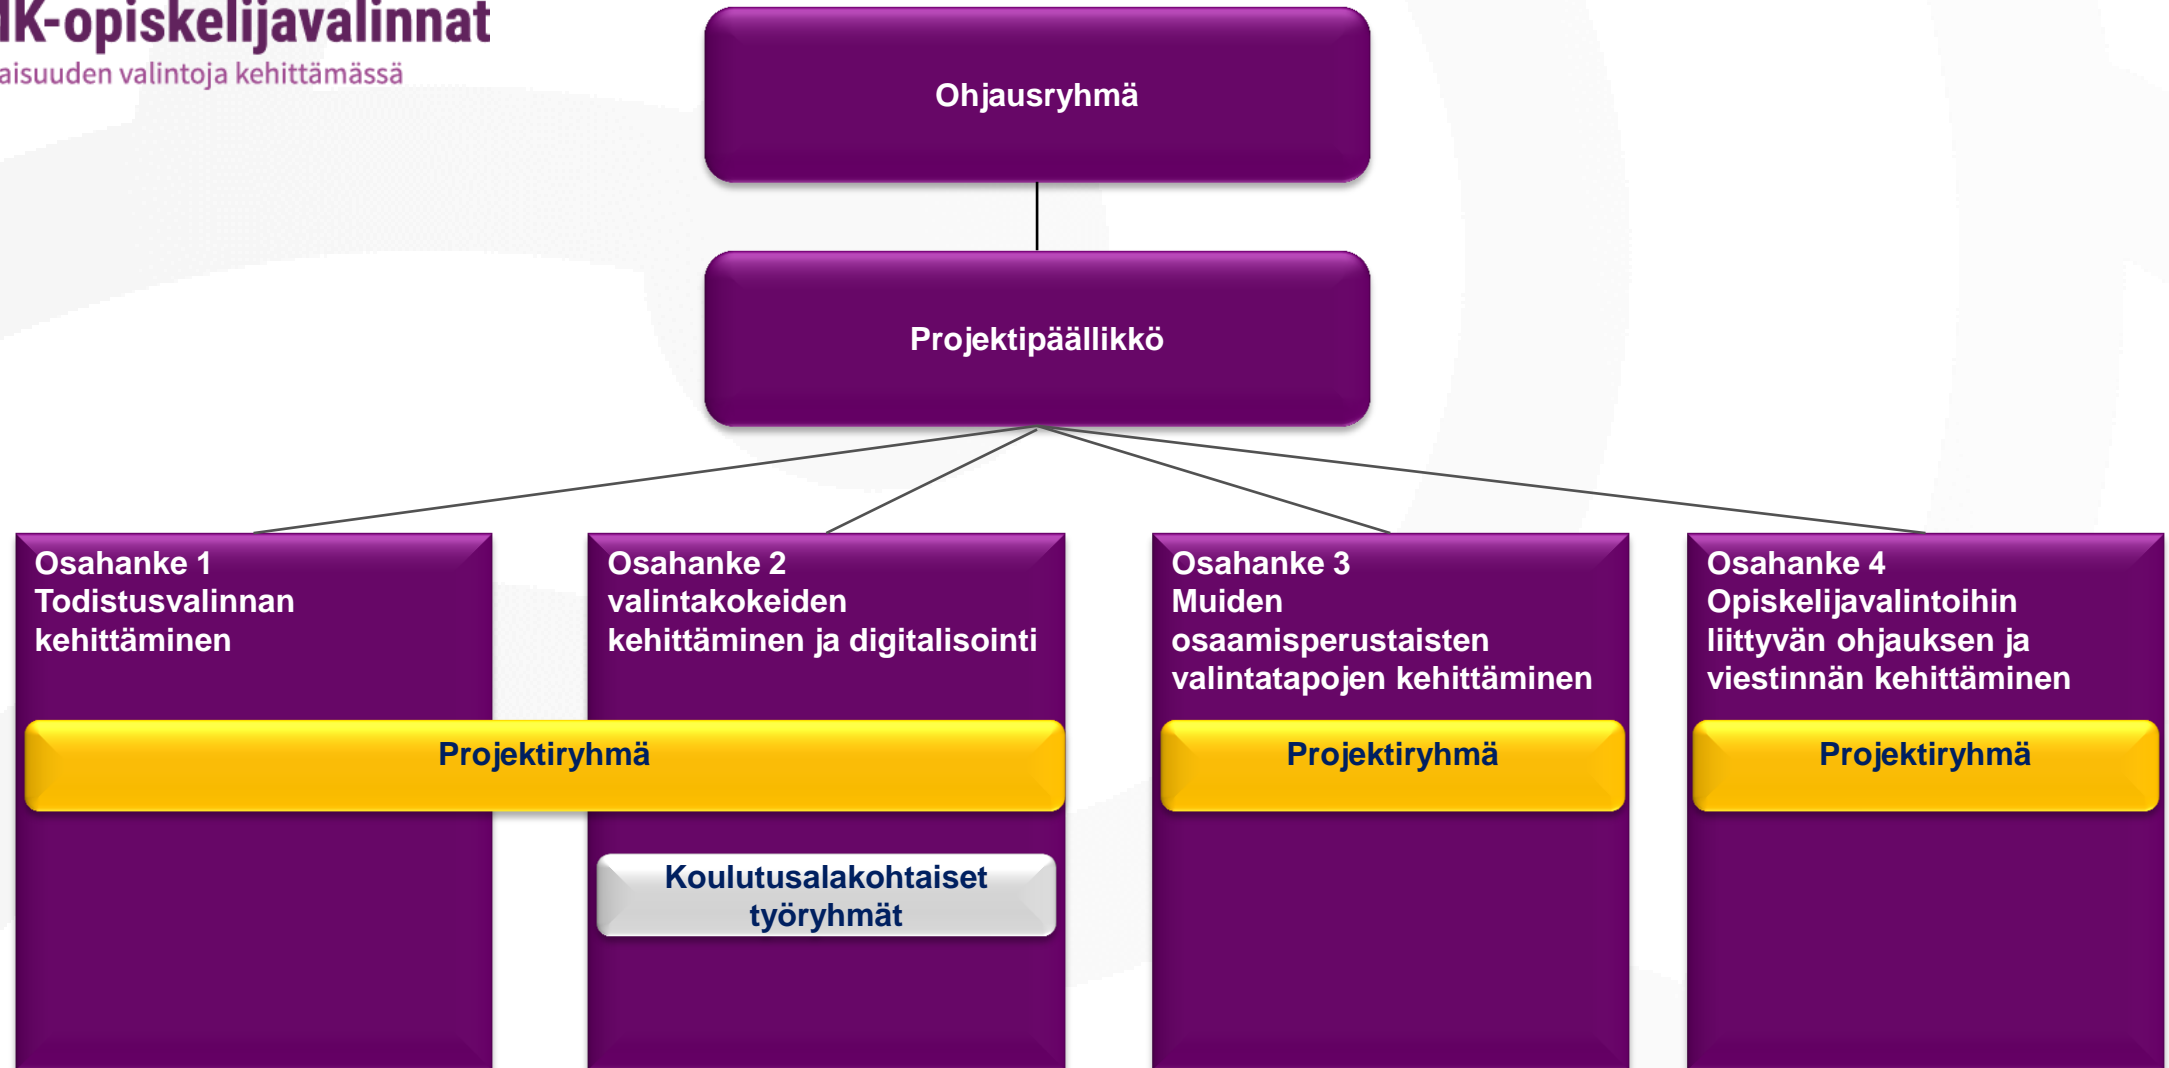 IK-opiskelijavalinnat
aisuuden valintoja kehittämässä
Ohjausryhmä
Projektipäällikkö
Osahanke 1
Todistusvalinnan
kehittäminen
Osahanke 2
valintakokeiden
kehittäminen ja digitalisointi
Osahanke 3
Muiden
osaamisperustaisten
valintatapojen kehittäminen
Osahanke 4
Opiskelijavalintoihin
liittyvän ohjauksen ja
viestinnän kehittäminen
Projektiryhmä
Projektiryhmä
Projektiryhmä
Koulutusalakohtaiset
työryhmät